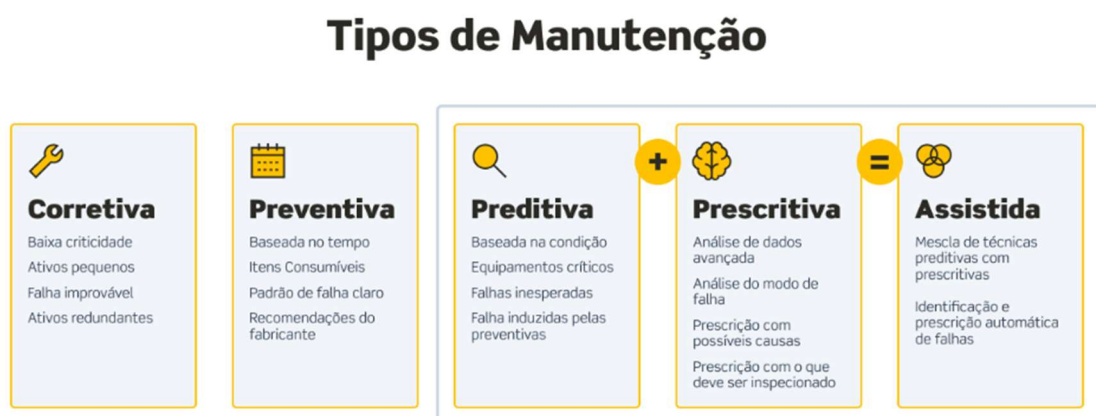 Tipos de Manutenção
Corretiva
Baixa criticidade
Ativos pequenos
Falha improvável
Ativos redundantes
Preventiva
Baseada no tempo
Itens Consumíveis
Padrão de falha claro
Recomendações do
fabricante
Preditiva
Baseada na condição
Equipamentos críticos
Falhas inesperadas
Falha induzidas pelas
preventivas
+
Prescritiva
Análise de dados
avançada
Análise do modo de
falha
Prescrição com
possíveis causas
Prescrição com o que
deve ser inspecionado
=
Assistida
Mescla de técnicas
preditivas com
prescritivas
Identificação e
prescrição automática
de falhas